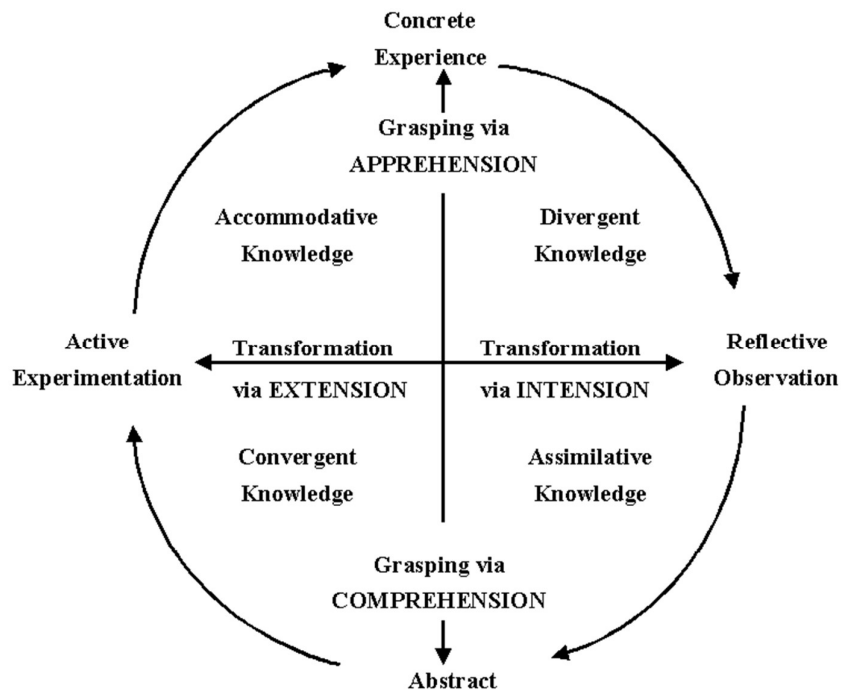 Concrete
Experience
Grasping via
APPREHENSION
Accommodative
Knowledge
Divergent
Knowledge
Active
Experimentation
Transformation
via EXTENSION
Transformation
via INTENSION
Reflective
Observation
Convergent
Knowledge
Assimilative
Knowledge
Grasping via
COMPREHENSION
Abstract